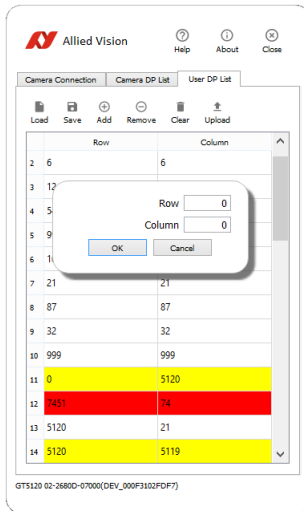 Allied Vision
Help About Close
Camera Connection Camera DP List User DP List
Load Save Add Remove Clear Upload
Row Column
2 6 6
3 12
Row 0
4 5
Column 0
5 9
OK Cancel
6
7 21 21
8 87 87
9 32 32
10 999 999
11 0 5120
12 7451 74
13 5120 21
14 5120 5119
GT5120 02-2680D-07000(DEV_000F3102FDF7)